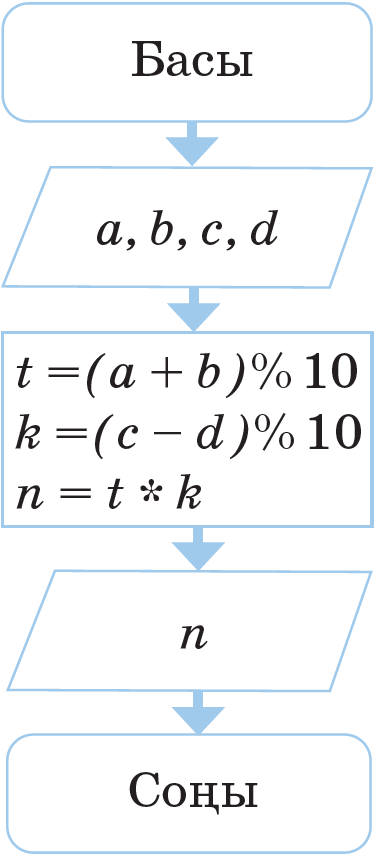 Басы
a, b, c, d
t =(a + b)% 10
k =(c − d)% 10
n = t * k
n
Соңы